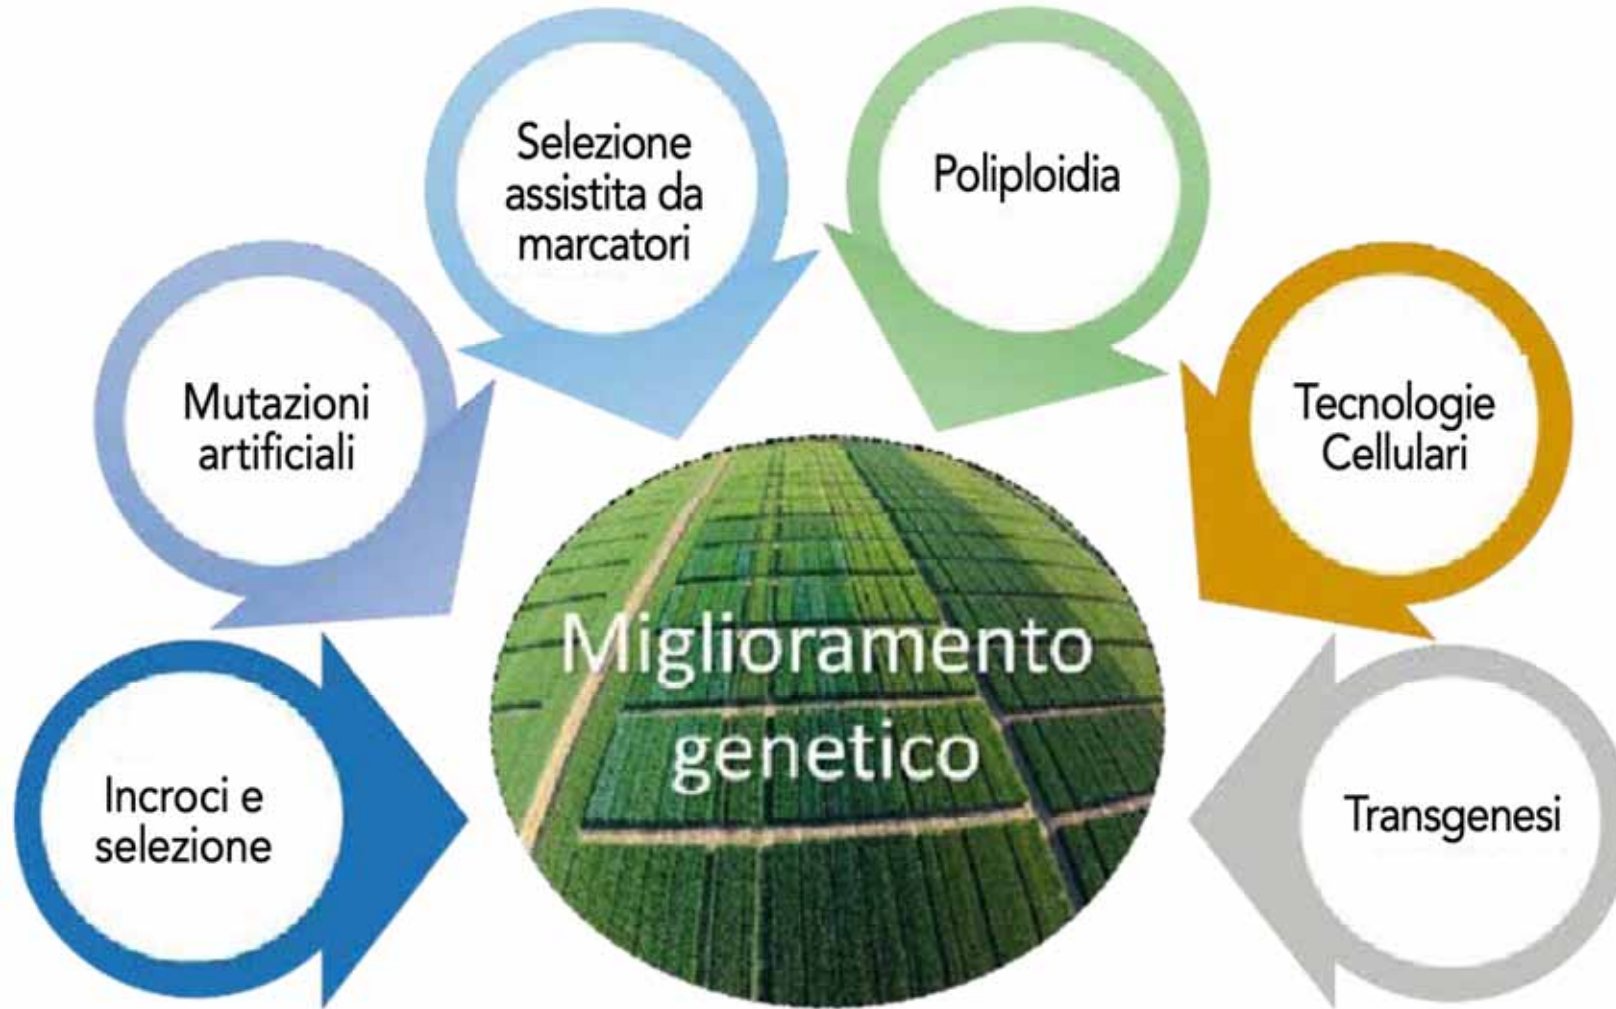 Selezione
assistita da
marcatori
Poliploidia
Mutazioni
artificiali
Tecnologie
Cellulari
Incroci e
selezione
Miglioramento
genetico
Transgenesi